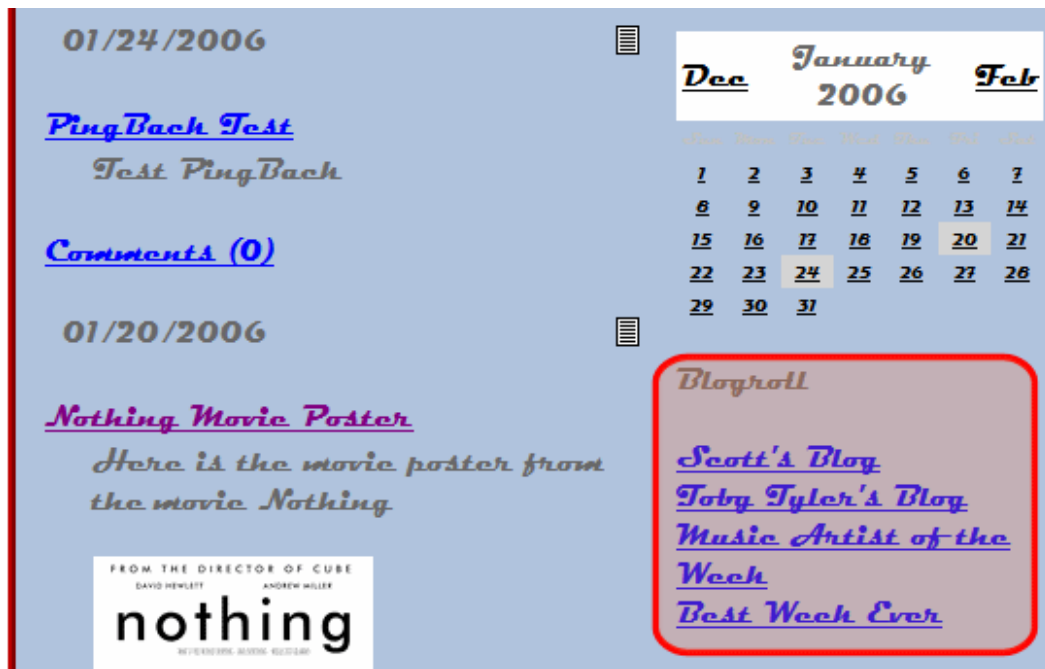 01/24/2006
PingBack Test
Test PingBack
Comments (0)
01/20/2006
Nothing Movie Poster
Here is the movie poster from
the movie Nothing
FROM THE DIRECTOR OF CUBE
DAVID HEWLETT ANDREW MILLER
nothing
Dec January 2006 Feb
1 2 3 4 5 6 7
8 9 10 11 12 13 14
15 16 17 18 19 20 21
22 23 24 25 26 27 28
29 30 31
Blogroll
Scott's Blog
Toby Tyler's Blog
Music Artist of the
Week
Best Week Ever